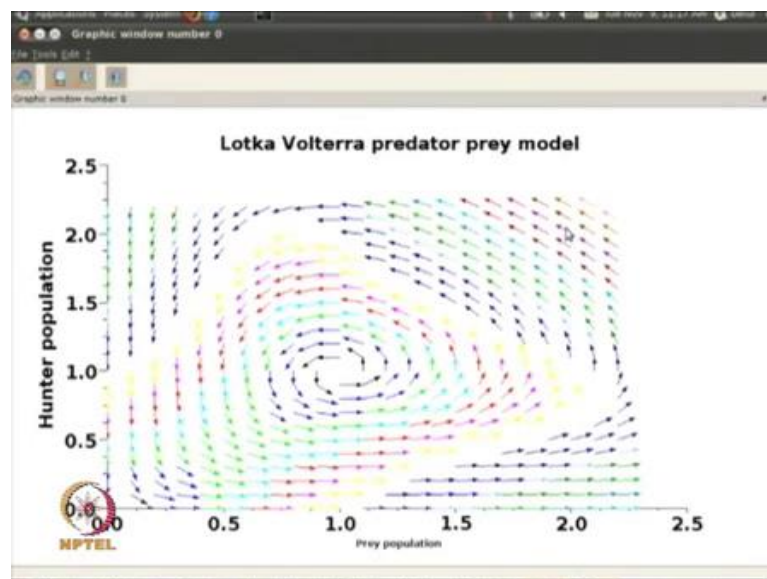 Graphic window number 0
File Tools Edit ?
Graphic window number 0
Lotka Volterra predator prey model
Hunter population
2.5
2.0
1.5
1.0
0.5
0.0
0.0 0.5 1.0 1.5 2.0 2.5
Prey population
NPTEL